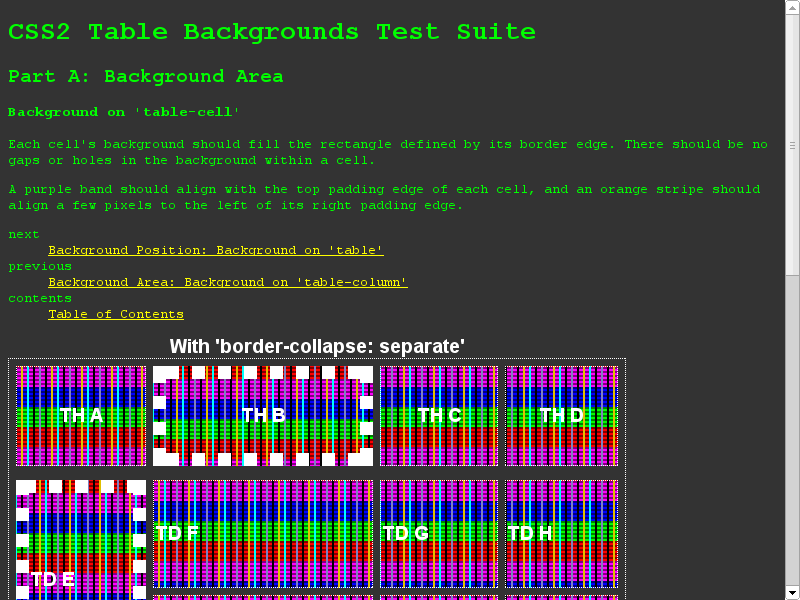 CSS2 Table Backgrounds Test Suite
Part A: Background Area
Background on 'table-cell'
Each cell's background should fill the rectangle defined by its border edge. There should be no
gaps or holes in the background within a cell.
A purple band should align with the top padding edge of each cell, and an orange stripe should
align a few pixels to the left of its right padding edge.
next
Background Position: Background on 'table'
previous
Background Area: Background on 'table-column'
contents
Table of Contents
With 'border-collapse: separate'
TH A TH B TH C TH D
TD F TD G TD H
TD E